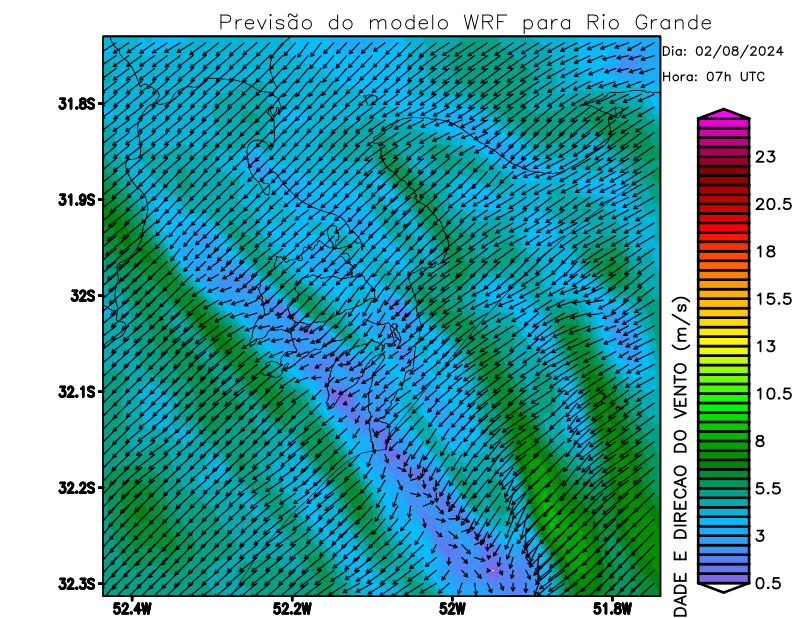 Previsão do modelo WRF para Rio Grande
Dia: 02/08/2024
Hora: 07h UTC
31.8S
31.9S
32S
32.1S
32.2S
32.3S
52.4W
52.2W
52W
51.8W
23
20.5
18
15.5
13
10.5
8
5.5
3
0.5
DADE E DIRECAO DO VENTO (m/s)